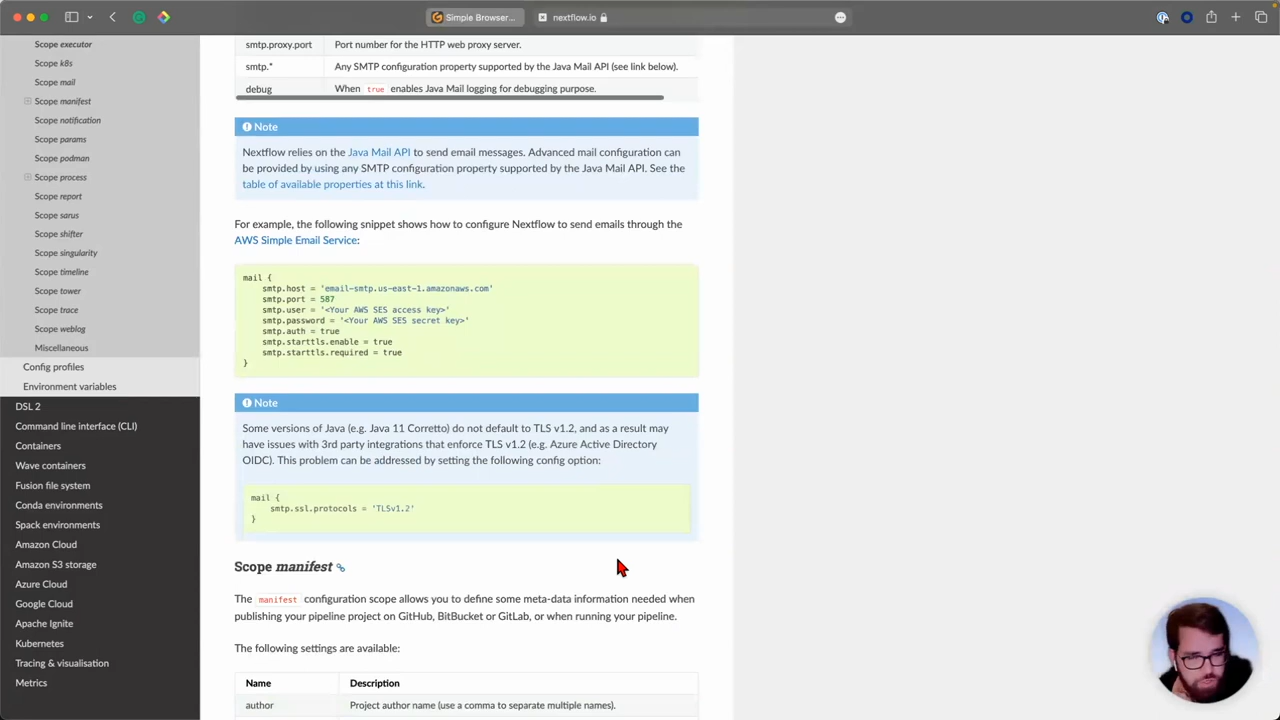 Simple Browser...
nextflow.io
Scope executor
Scope k8s
Scope mail
Scope manifest
Scope notification
Scope params
Scope podman
Scope process
Scope report
Scope sarus
Scope shifter
Scope singularity
Scope timeline
Scope tower
Scope trace
Scope weblog
Miscellaneous
Config profiles
Environment variables
DSL 2
Command line interface (CLI)
Containers
Wave containers
Fusion file system
Conda environments
Spack environments
Amazon Cloud
Amazon S3 storage
Azure Cloud
Google Cloud
Apache Ignite
Kubernetes
Tracing & visualisation
Metrics
smtp.proxy.port Port number for the HTTP web proxy server.
smtp.* Any SMTP configuration property supported by the Java Mail API (see link below).
debug When true enables Java Mail logging for debugging purpose.
Note
Nextflow relies on the Java Mail API to send email messages. Advanced mail configuration can
be provided by using any SMTP configuration property supported by the Java Mail API. See the
table of available properties at this link.
For example, the following snippet shows how to configure Nextflow to send emails through the
AWS Simple Email Service:
mail {
smtp.host = 'email-smtp.us-east-1.amazonaws.com'
smtp.port = 587
smtp.user = '<Your AWS SES access key>'
smtp.password = '<Your AWS SES secret key>'
smtp.auth = true
smtp.starttls.enable = true
smtp.starttls.required = true
}
Note
Some versions of Java (e.g. Java 11 Corretto) do not default to TLS v1.2, and as a result may
have issues with 3rd party integrations that enforce TLS v1.2 (e.g. Azure Active Directory
OIDC). This problem can be addressed by setting the following config option:
mail {
smtp.ssl.protocols = 'TLSv1.2'
}
Scope manifest
The manifest configuration scope allows you to define some meta-data information needed when
publishing your pipeline project on GitHub, BitBucket or GitLab, or when running your pipeline.
The following settings are available:
Name Description
author Project author name (use a comma to separate multiple names).